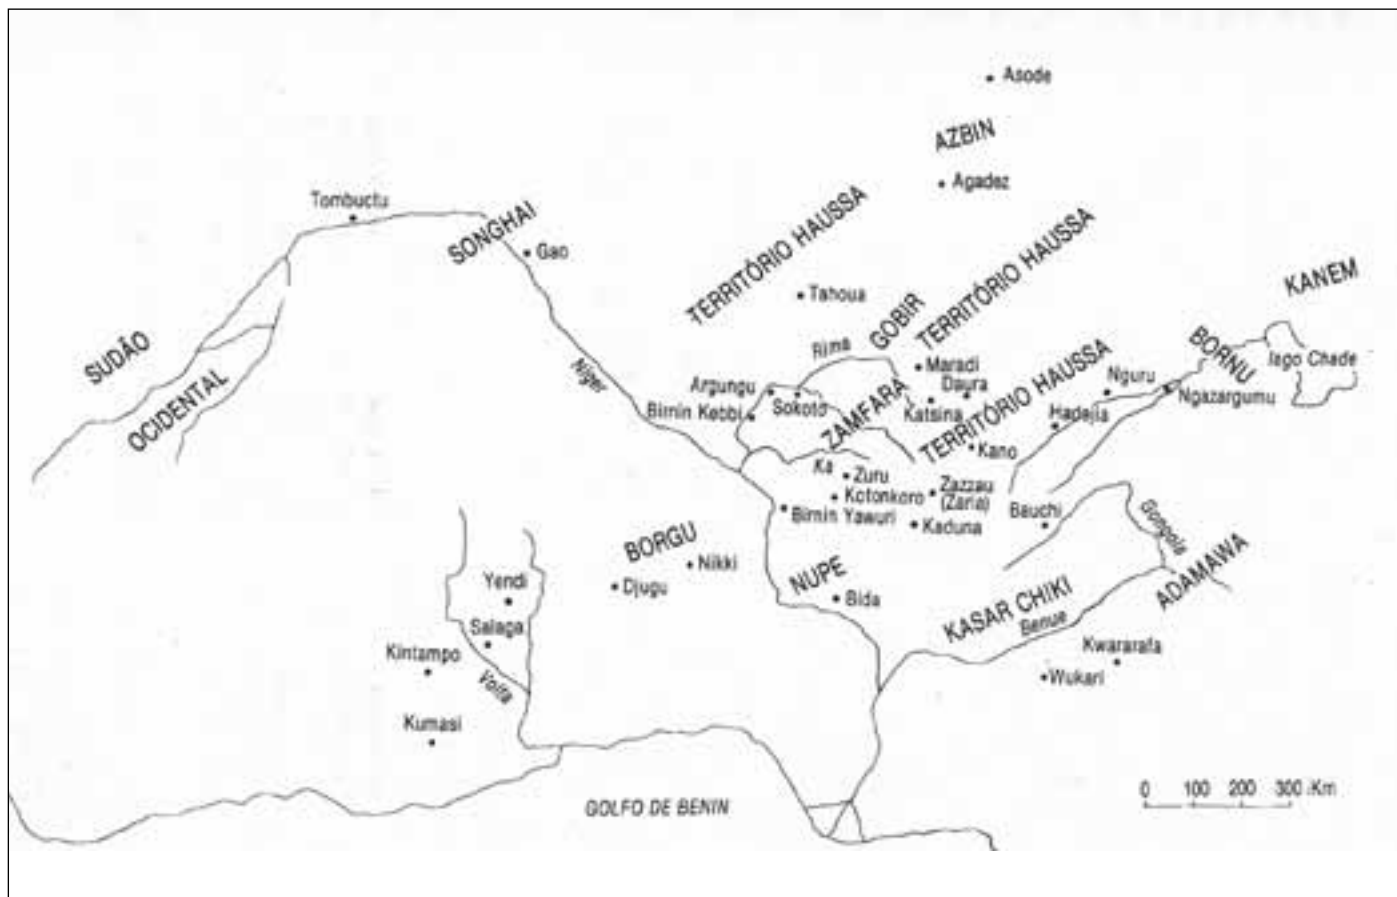 Asode
AZBIN
Agadez
Tombuctu
SONGHAI
Gao
TERRITÓRIO HAUSSA
TERRITÓRIO HAUSSA
KANEM
Tahoua
GOBIR
BORNU
lago Chade
SUDÃO
OCIDENTAL
Niger
Rima
Maradi
Daura
Katsina
TERRITÓRIO HAUSSA
Nguru
Ngazargumu
Argungu
Sokoto
Birnin Kebbi
ZAMFARA
Hadejia
Kano
Ka
Zuru
Kotonkoro
Zazzau
(Zaria)
Birnin Yawuri
Kaduna
Bauchi
Gongola
BORGU
Nikki
Djugu
NUPE
Bida
ADAMAWA
KASAR CHIKI
Benue
Yendi
Salaga
Kintampo
Volta
Kwararafa
Wukari
Kumasi
GOLFO DE BENIN
0 100 200 300 Km